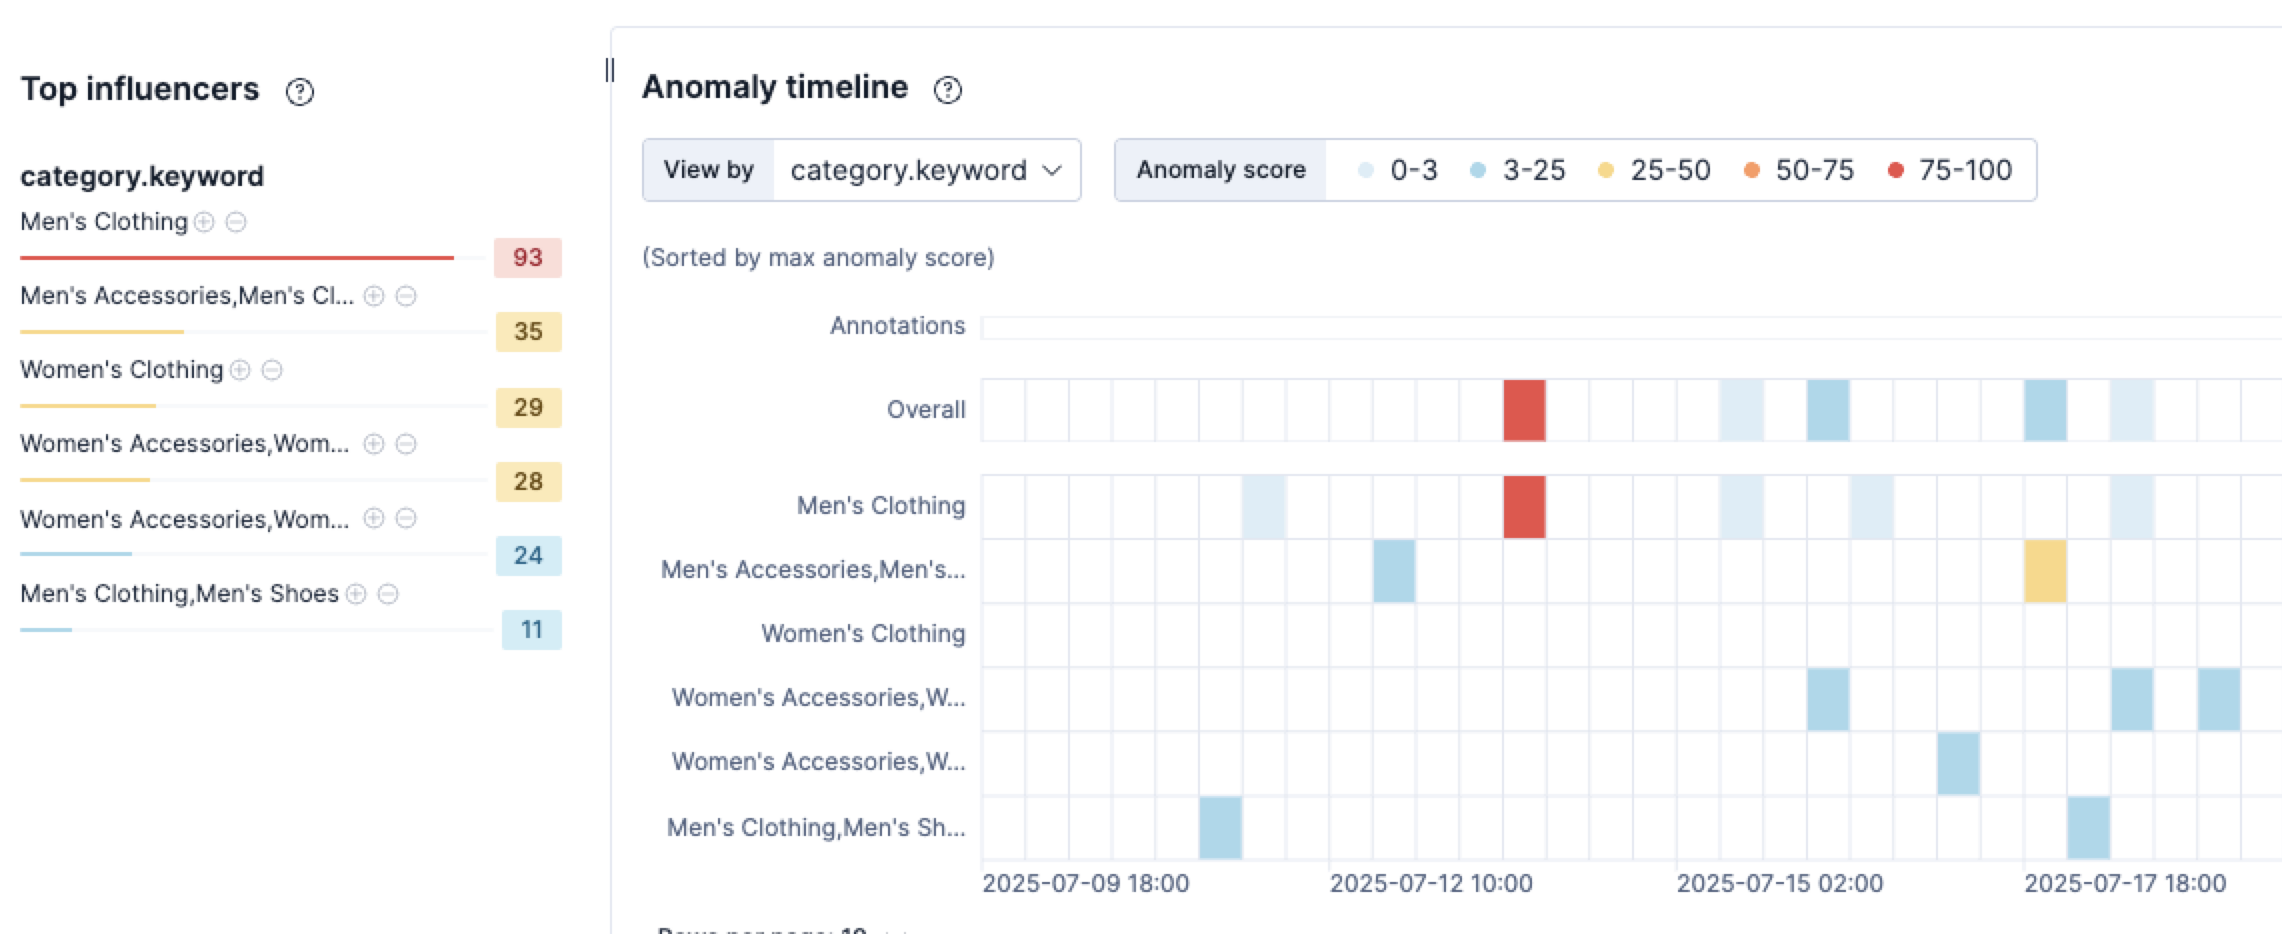 Top influencers
category.keyword
Men's Clothing
93
Men's Accessories,Men's Cl...
35
Women's Clothing
29
Women's Accessories,Wom...
28
Women's Accessories,Wom...
24
Men's Clothing,Men's Shoes
11
Anomaly timeline
View by category.keyword Anomaly score 0-3 3-25 25-50 50-75 75-100
(Sorted by max anomaly score)
Annotations
Overall
Men's Clothing
Men's Accessories,Men's...
Women's Clothing
Women's Accessories,W...
Women's Accessories,W...
Men's Clothing,Men's Sh...
2025-07-09 18:00 2025-07-12 10:00 2025-07-15 02:00 2025-07-17 18:00
Rows per page: 10